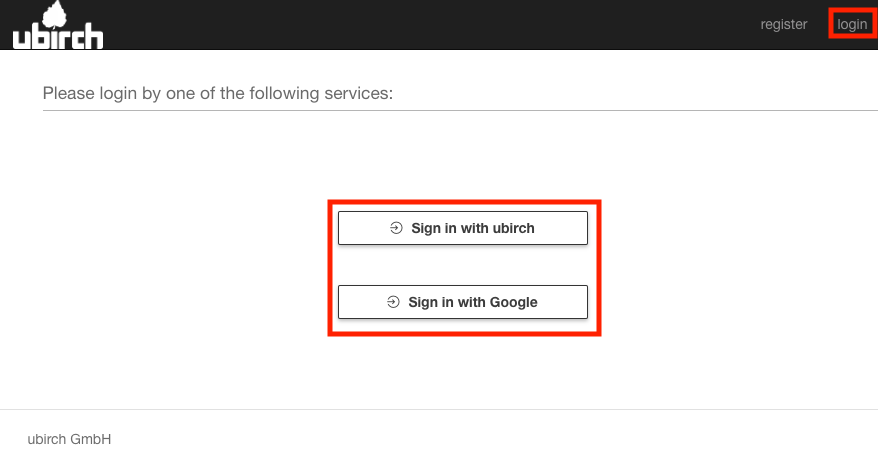 ubirch
register login
Please login by one of the following services:
Sign in with ubirch
Sign in with Google
ubirch GmbH